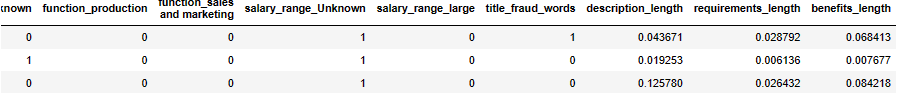 function_sales
nown function_production and marketing salary_range_Unknown salary_range_large title_fraud_words description_length requirements_length benefits_length
0 0 0 1 0 1 0.043671 0.028792 0.068413
1 0 0 1 0 0 0.019253 0.006136 0.007677
0 0 0 1 0 0 0.125780 0.026432 0.084218